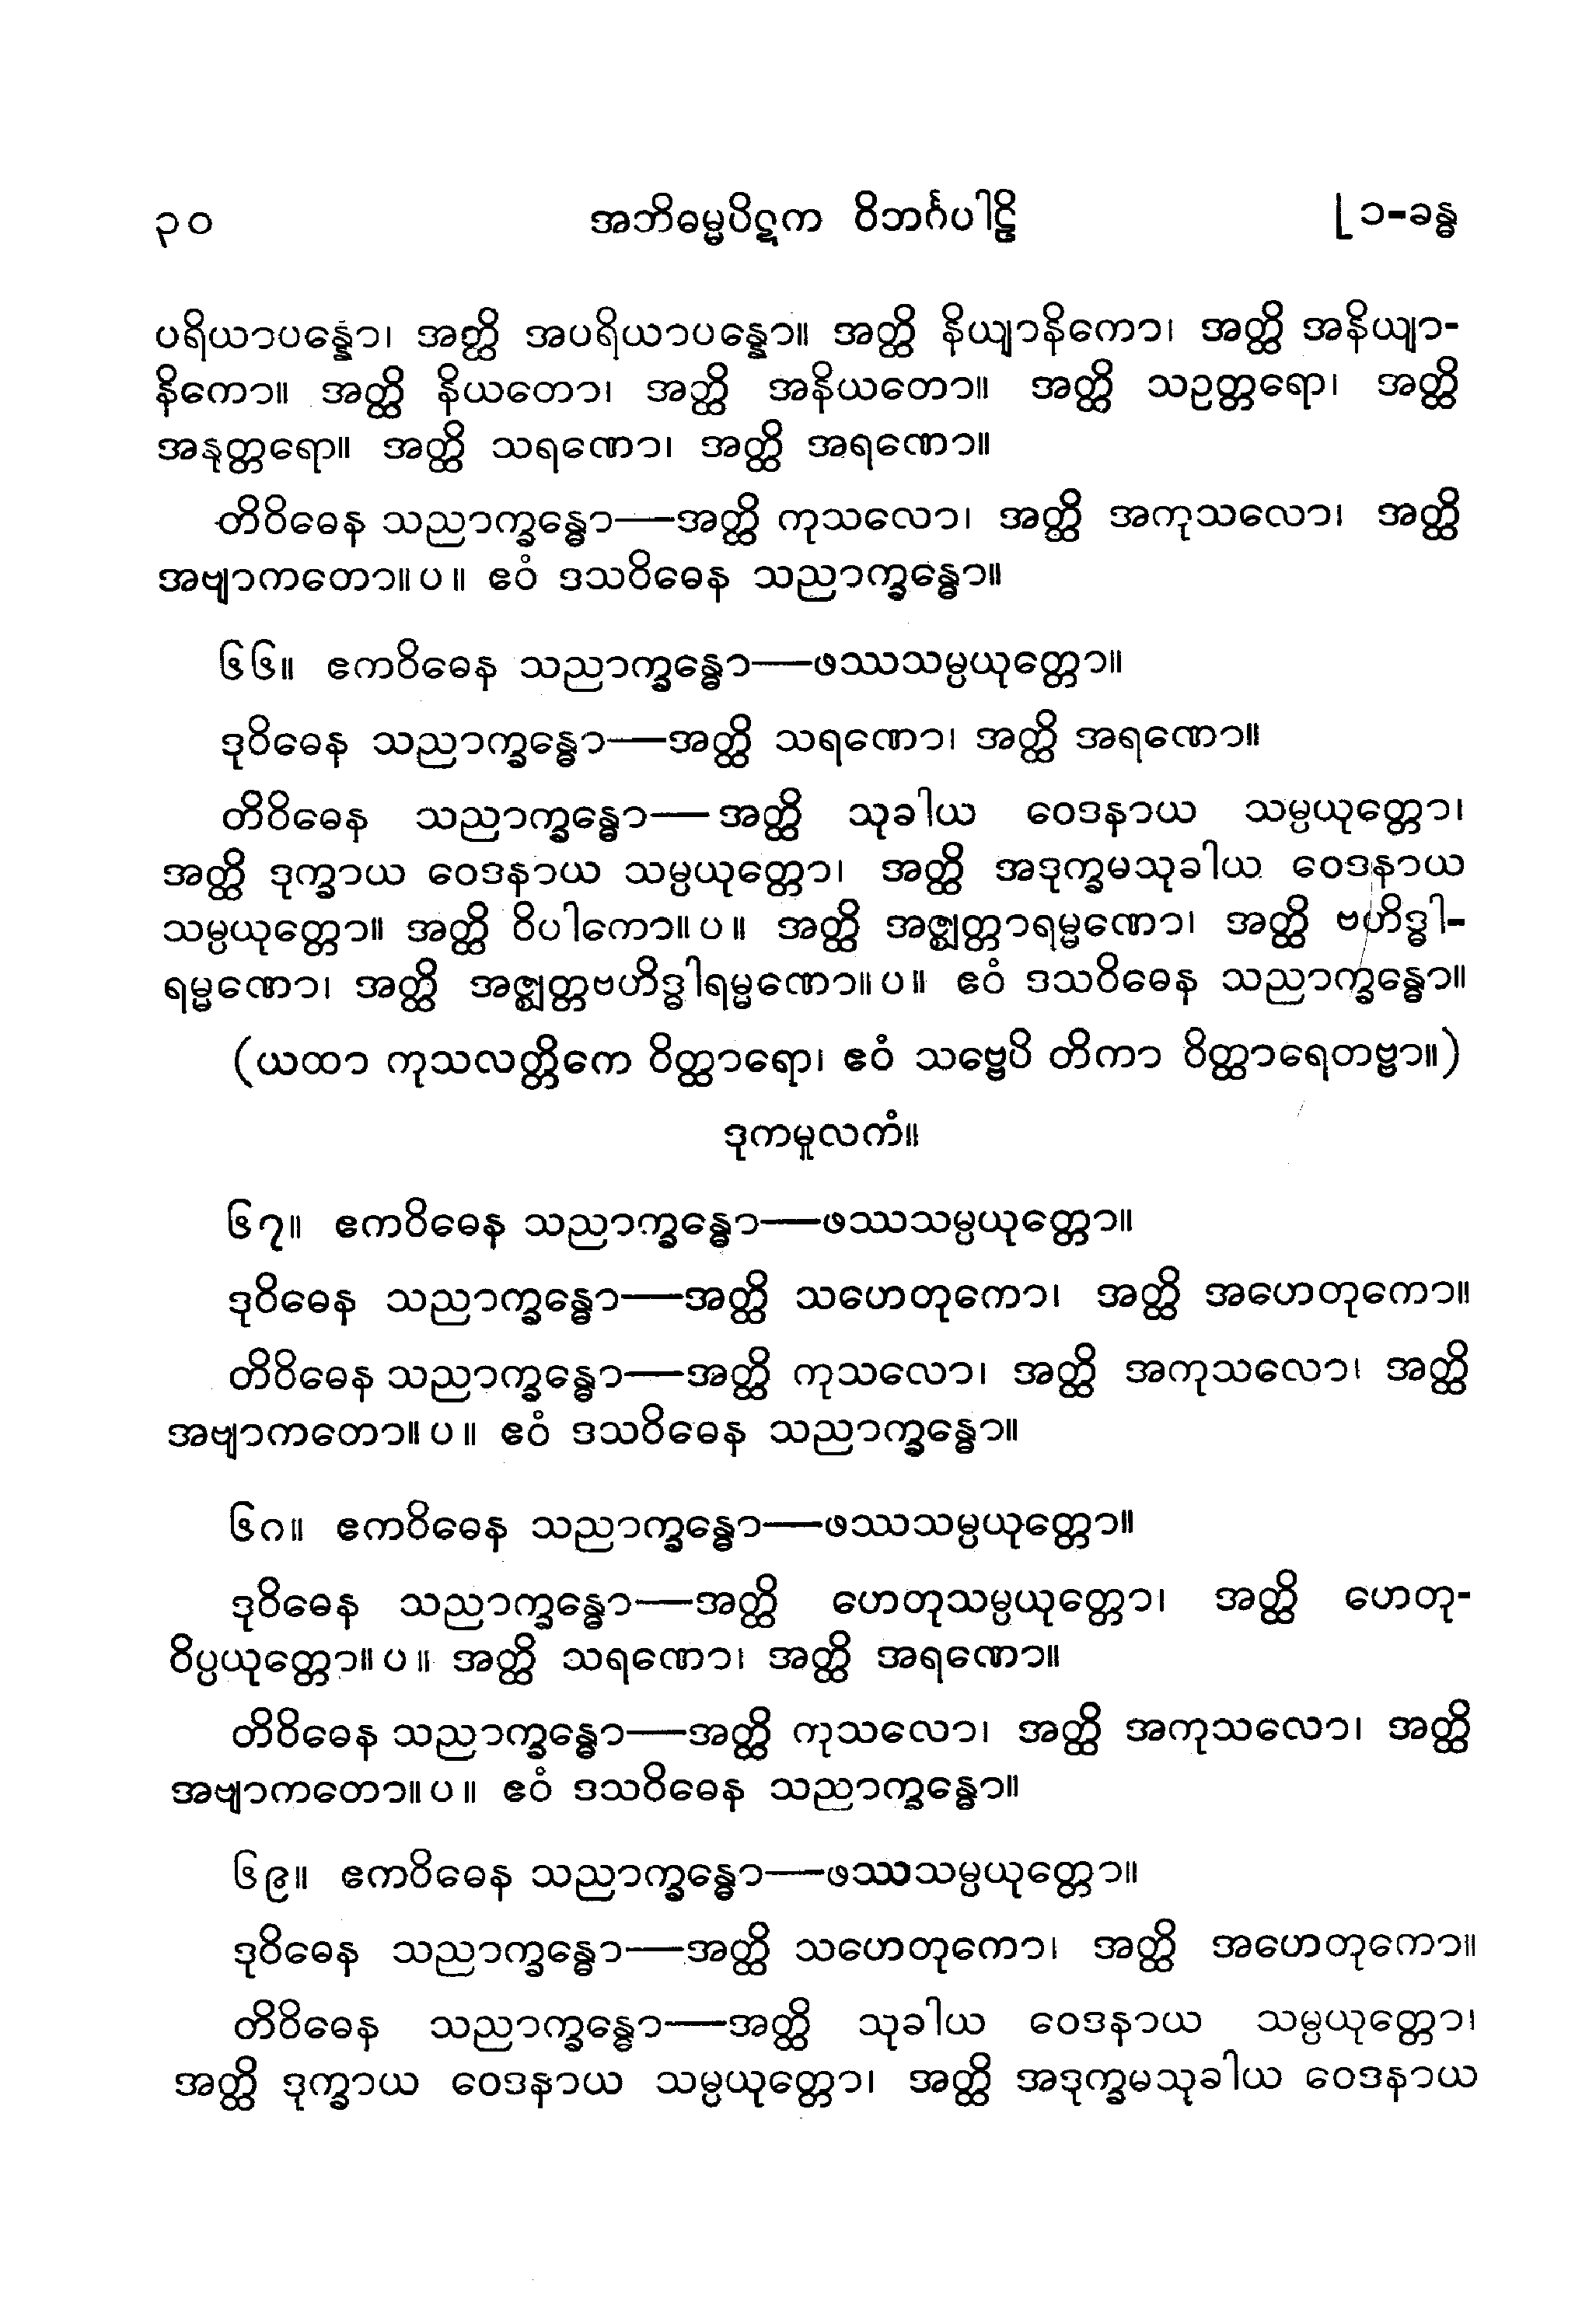 ၃၀ အဘိဓမ္မပိဋက ဝိဘင်္ဂပါဠိ [၁-ခန္ဓ
ပရိယာပန္နော၊ အတ္ထိ အပရိယာပန္နော။ အတ္ထိ နိယျာနိကော၊ အတ္ထိ အနိယျာ-
နိကော။ အတ္ထိ နိယတော၊ အတ္ထိ အနိယတော။ အတ္ထိ သဥတ္တရော၊ အတ္ထိ
အနုတ္တရော။ အတ္ထိ သရဏော၊ အတ္ထိ အရဏော။
တိဝိဓေန သညာက္ခန္ဓော—အတ္ထိ ကုသလော၊ အတ္ထိ အကုသလော၊ အတ္ထိ
အဗျာကတော။ပ။ ဧဝံ ဒသဝိဓေန သညာက္ခန္ဓော။
၆၆။ ဧကဝိဓေန သညာက္ခန္ဓော—ဖဿသမ္ပယုတ္တော။
ဒုဝိဓေန သညာက္ခန္ဓော—အတ္ထိ သရဏော၊ အတ္ထိ အရဏော။
တိဝိဓေန သညာက္ခန္ဓော—အတ္ထိ သုခါယ ဝေဒနာယ သမ္ပယုတ္တော၊
အတ္ထိ ဒုက္ခာယ ဝေဒနာယ သမ္ပယုတ္တော၊ အတ္ထိ အဒုက္ခမသုခါယ ဝေဒနာယ
သမ္ပယုတ္တော။ အတ္ထိ ဝိပါကော။ပ။ အတ္ထိ အဇ္ဈတ္တာရမ္မဏော၊ အတ္ထိ ဗဟိဒ္ဓါ-
ရမ္မဏော၊ အတ္ထိ အဇ္ဈတ္တဗဟိဒ္ဓါရမ္မဏော။ပ။ ဧဝံ ဒသဝိဓေန သညာက္ခန္ဓော။
(ယထာ ကုသလတ္တိကေ ဝိတ္ထာရော၊ ဧဝံ သဗ္ဗေပိ တိကာ ဝိတ္ထာရေတဗ္ဗာ။)
ဒုကမူလကံ။
၆၇။ ဧကဝိဓေန သညာက္ခန္ဓော—ဖဿသမ္ပယုတ္တော။
ဒုဝိဓေန သညာက္ခန္ဓော—အတ္ထိ သဟေတုကော၊ အတ္ထိ အဟေတုကော။
တိဝိဓေန သညာက္ခန္ဓော—အတ္ထိ ကုသလော၊ အတ္ထိ အကုသလော၊ အတ္ထိ
အဗျာကတော။ပ။ ဧဝံ ဒသဝိဓေန သညာက္ခန္ဓော။
၆၈။ ဧကဝိဓေန သညာက္ခန္ဓော—ဖဿသမ္ပယုတ္တော။
ဒုဝိဓေန သညာက္ခန္ဓော—အတ္ထိ ဟေတုသမ္ပယုတ္တော၊ အတ္ထိ ဟေတု-
ဝိပ္ပယုတ္တော။ပ။ အတ္ထိ သရဏော၊ အတ္ထိ အရဏော။
တိဝိဓေန သညာက္ခန္ဓော—အတ္ထိ ကုသလော၊ အတ္ထိ အကုသလော၊ အတ္ထိ
အဗျာကတော။ပ။ ဧဝံ ဒသဝိဓေန သညာက္ခန္ဓော။
၆၉။ ဧကဝိဓေန သညာက္ခန္ဓော—ဖဿသမ္ပယုတ္တော။
ဒုဝိဓေန သညာက္ခန္ဓော—အတ္ထိ သဟေတုကော၊ အတ္ထိ အဟေတုကော။
တိဝိဓေန သညာက္ခန္ဓော—အတ္ထိ သုခါယ ဝေဒနာယ သမ္ပယုတ္တော၊
အတ္ထိ ဒုက္ခာယ ဝေဒနာယ သမ္ပယုတ္တော၊ အတ္ထိ အဒုက္ခမသုခါယ ဝေဒနာယ